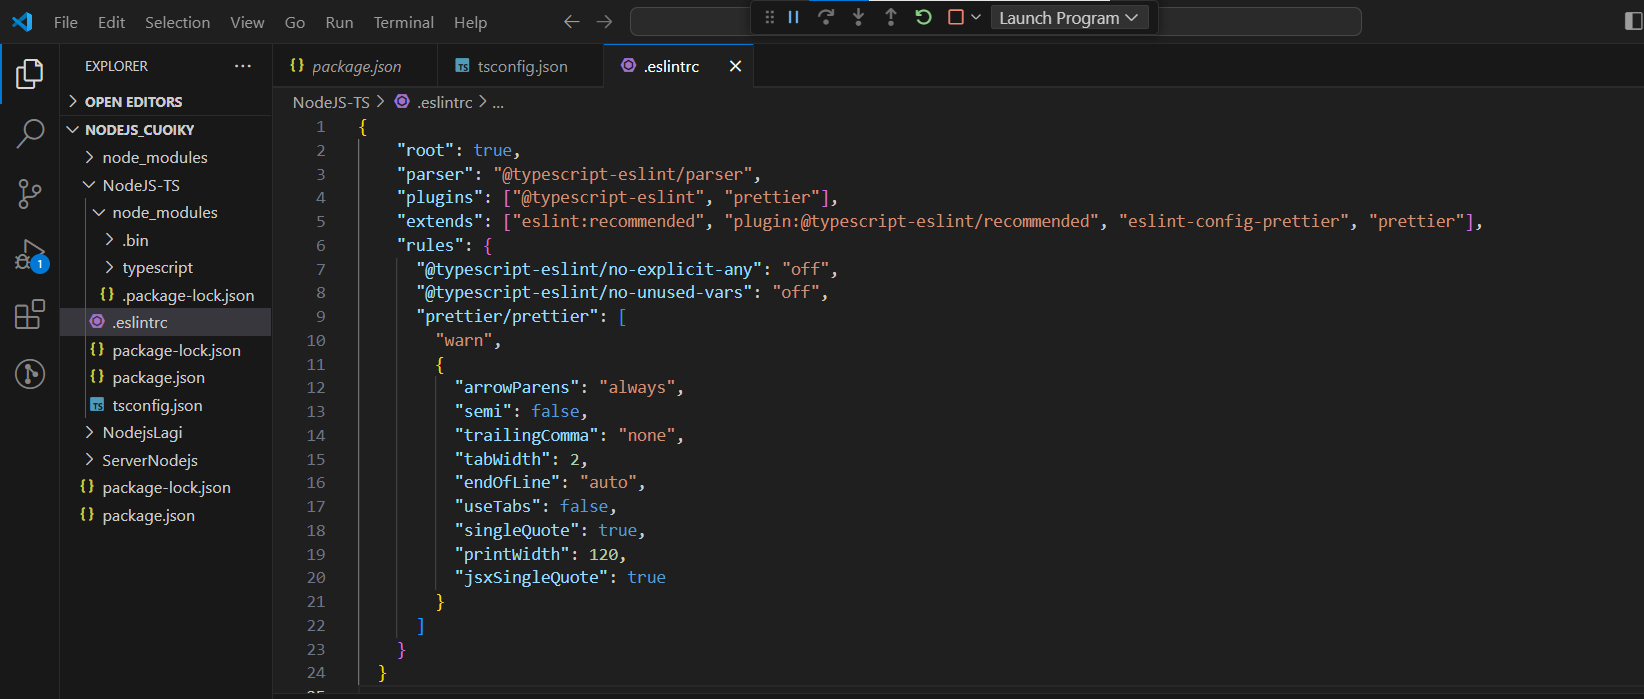 File Edit Selection View Go Run Terminal Help
Launch Program
EXPLORER
OPEN EDITORS
NODEJS_CUOIKY
node_modules
NodeJS-TS
node_modules
.bin
typescript
{} .package-lock.json
.eslintrc
{} package-lock.json
{} package.json
TS tsconfig.json
NodejsLagi
ServerNodejs
{} package-lock.json
{} package.json
1
{} package.json
TS tsconfig.json
.eslintrc
NodeJS-TS > .eslintrc > ...
1 {
2 "root": true,
3 "parser": "@typescript-eslint/parser",
4 "plugins": ["@typescript-eslint", "prettier"],
5 "extends": ["eslint:recommended", "plugin:@typescript-eslint/recommended", "eslint-config-prettier", "prettier"],
6 "rules": {
7 "@typescript-eslint/no-explicit-any": "off",
8 "@typescript-eslint/no-unused-vars": "off",
9 "prettier/prettier": [
10 "warn",
11 {
12 "arrowParens": "always",
13 "semi": false,
14 "trailingComma": "none",
15 "tabWidth": 2,
16 "endOfLine": "auto",
17 "useTabs": false,
18 "singleQuote": true,
19 "printWidth": 120,
20 "jsxSingleQuote": true
21 }
22 ]
23 }
24 }